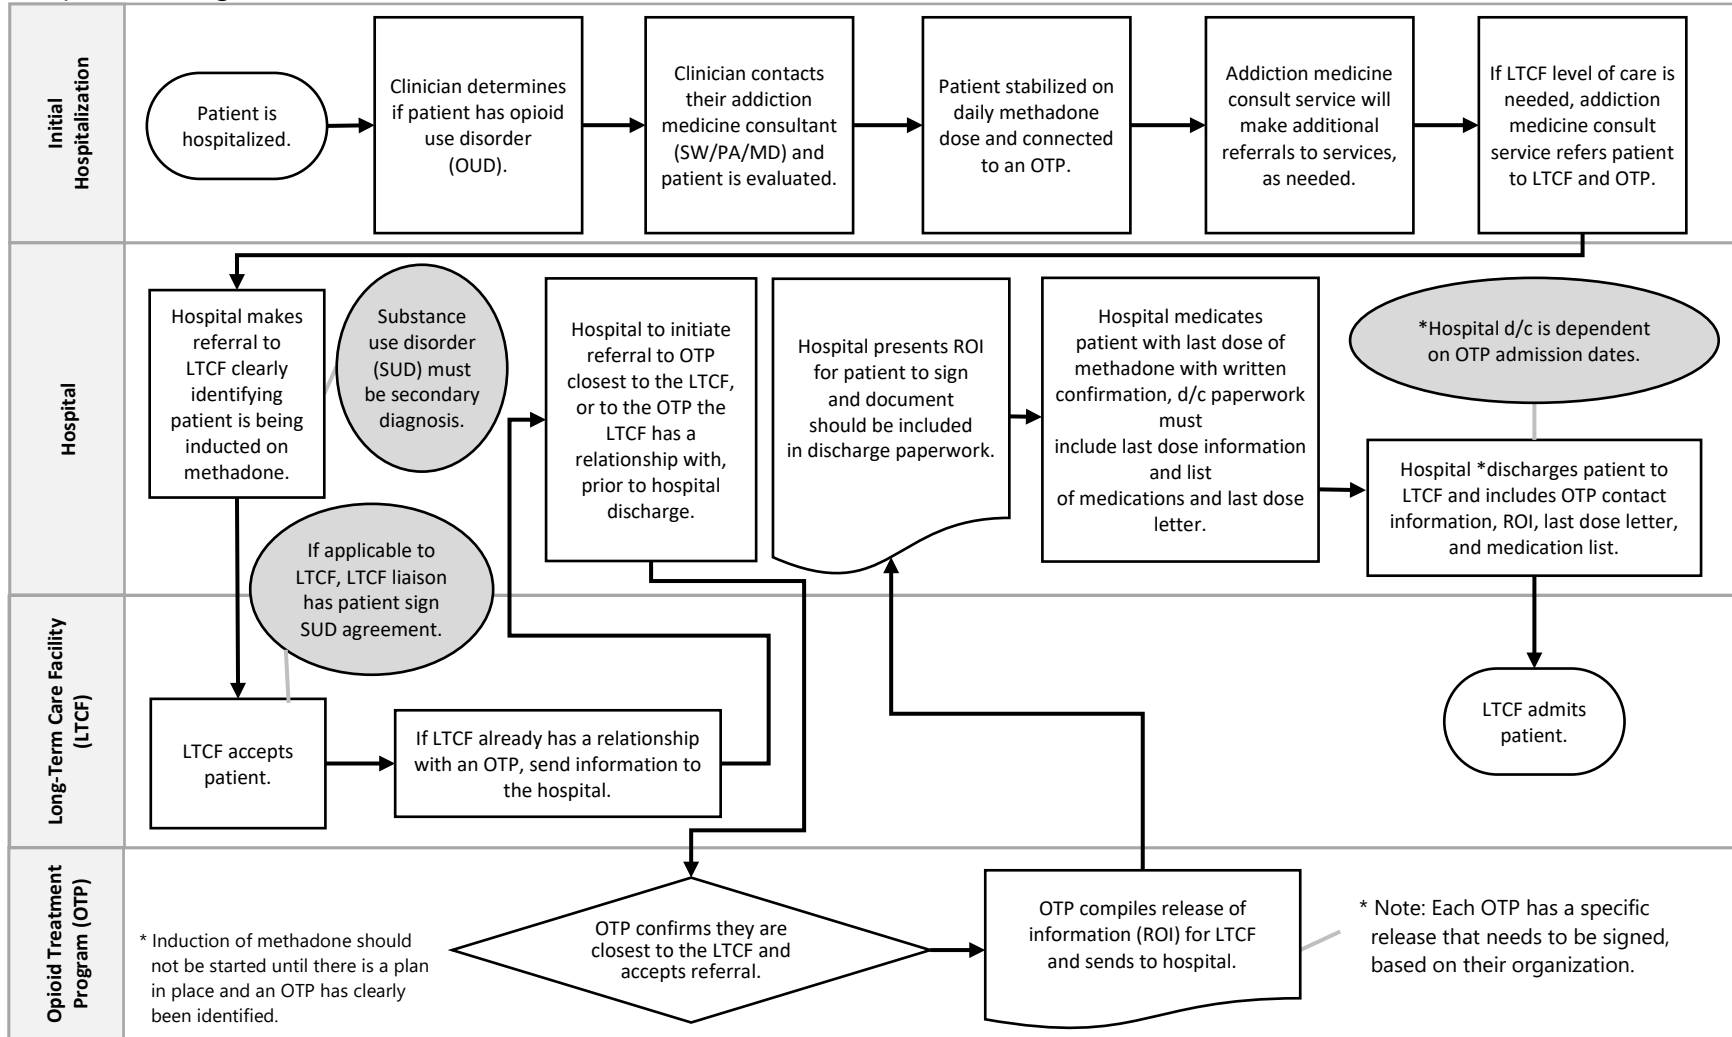 Initial
Hospitalization
Patient is
hospitalized.
Clinician determines
if patient has opioid
use disorder
(OUD).
Clinician contacts
their addiction
medicine consultant
(SW/PA/MD) and
patient is evaluated.
Patient stabilized on
daily methadone
dose and connected
to an OTP.
Addiction medicine
consult service will
make additional
referrals to services,
as needed.
If LTCF level of care is
needed, addiction
medicine consult
service refers patient
to LTCF and OTP.
Hospital
Hospital makes
referral to
LTCF clearly
identifying
patient is being
inducted on
methadone.
Substance
use disorder
(SUD) must
be secondary
diagnosis.
Hospital to initiate
referral to OTP
closest to the LTCF,
or to the OTP the
LTCF has a
relationship with,
prior to hospital
discharge.
Hospital presents ROI
for patient to sign
and document
should be included
in discharge paperwork.
Hospital medicates
patient with last dose of
methadone with written
confirmation, d/c paperwork
must
include last dose information
and list
of medications and last dose
letter.
*Hospital d/c is dependent
on OTP admission dates.
Hospital *discharges patient to
LTCF and includes OTP contact
information, ROI, last dose letter,
and medication list.
If applicable to
LTCF, LTCF liaison
has patient sign
SUD agreement.
Long-Term Care Facility
(LTCF)
LTCF accepts
patient.
If LTCF already has a relationship
with an OTP, send information to
the hospital.
LTCF admits
patient.
Opioid Treatment
Program (OTP)
* Induction of methadone should
not be started until there is a plan
in place and an OTP has clearly
been identified.
OTP confirms they are
closest to the LTCF and
accepts referral.
OTP compiles release of
information (ROI) for LTCF
and sends to hospital.
* Note: Each OTP has a specific
release that needs to be signed,
based on their organization.